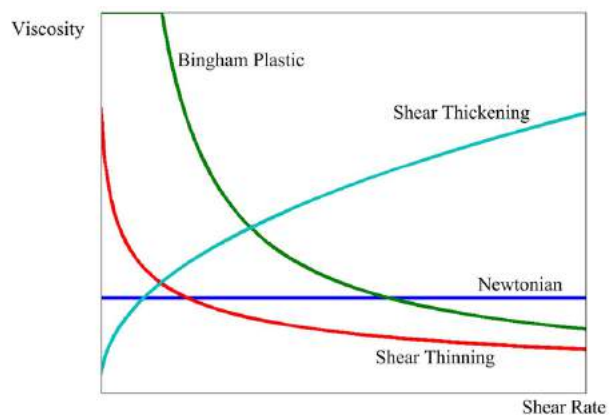 Viscosity
Bingham Plastic
Shear Thickening
Newtonian
Shear Thinning
Shear Rate